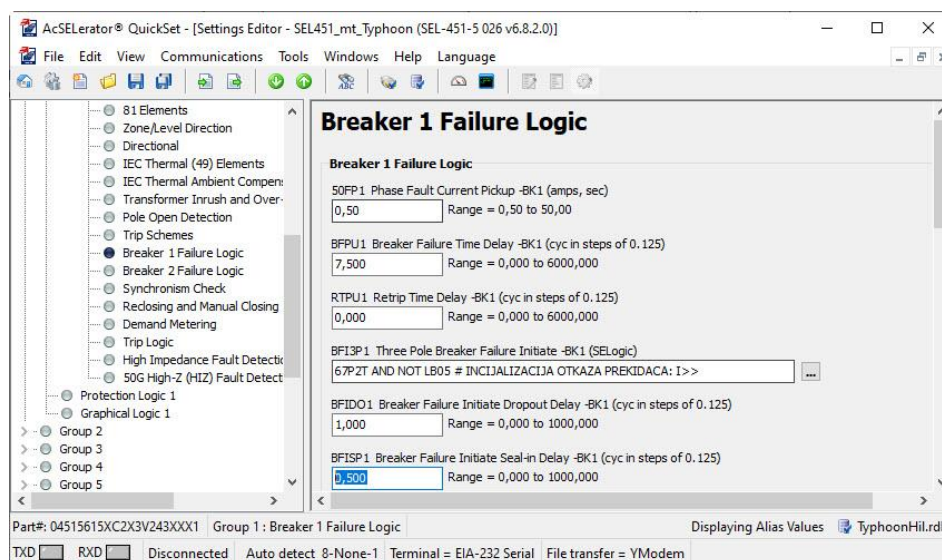 AcSELerator® QuickSet - [Settings Editor - SEL451_mt_Typhoon (SEL-451-5 026 v6.8.2.0)]
File Edit View Communications Tools Windows Help Language
81 Elements
Zone/Level Direction
Directional
IEC Thermal (49) Elements
IEC Thermal Ambient Compens
Transformer Inrush and Over-
Pole Open Detection
Trip Schemes
Breaker 1 Failure Logic
Breaker 2 Failure Logic
Synchronism Check
Reclosing and Manual Closing
Demand Metering
Trip Logic
High Impedance Fault Detectic
50G High-Z (HIZ) Fault Detect
Protection Logic 1
Graphical Logic 1
Group 2
Group 3
Group 4
Group 5
Breaker 1 Failure Logic
Breaker 1 Failure Logic
50FP1 Phase Fault Current Pickup -BK1 (amps, sec)
0,50 Range = 0,50 to 50,00
BFPU1 Breaker Failure Time Delay -BK1 (cyc in steps of 0.125)
7,500 Range = 0,000 to 6000,000
RTPU1 Retrip Time Delay -BK1 (cyc in steps of 0.125)
0,000 Range = 0,000 to 6000,000
BFI3P1 Three Pole Breaker Failure Initiate -BK1 (SELogic)
67P2T AND NOT LB05 # INCIJALIZACIJA OTKAZA PREKIDACA: I>> ...
BFIDO1 Breaker Failure Initiate Dropout Delay -BK1 (cyc in steps of 0.125)
1,000 Range = 0,000 to 1000,000
BFISP1 Breaker Failure Initiate Seal-in Delay -BK1 (cyc in steps of 0.125)
0,500 Range = 0,000 to 1000,000
Part#: 04515615XC2X3V243XXX1 Group 1 : Breaker 1 Failure Logic Displaying Alias Values TyphoonHil.rd
TXD RXD Disconnected Auto detect 8-None-1 Terminal = EIA-232 Serial File transfer = YModem